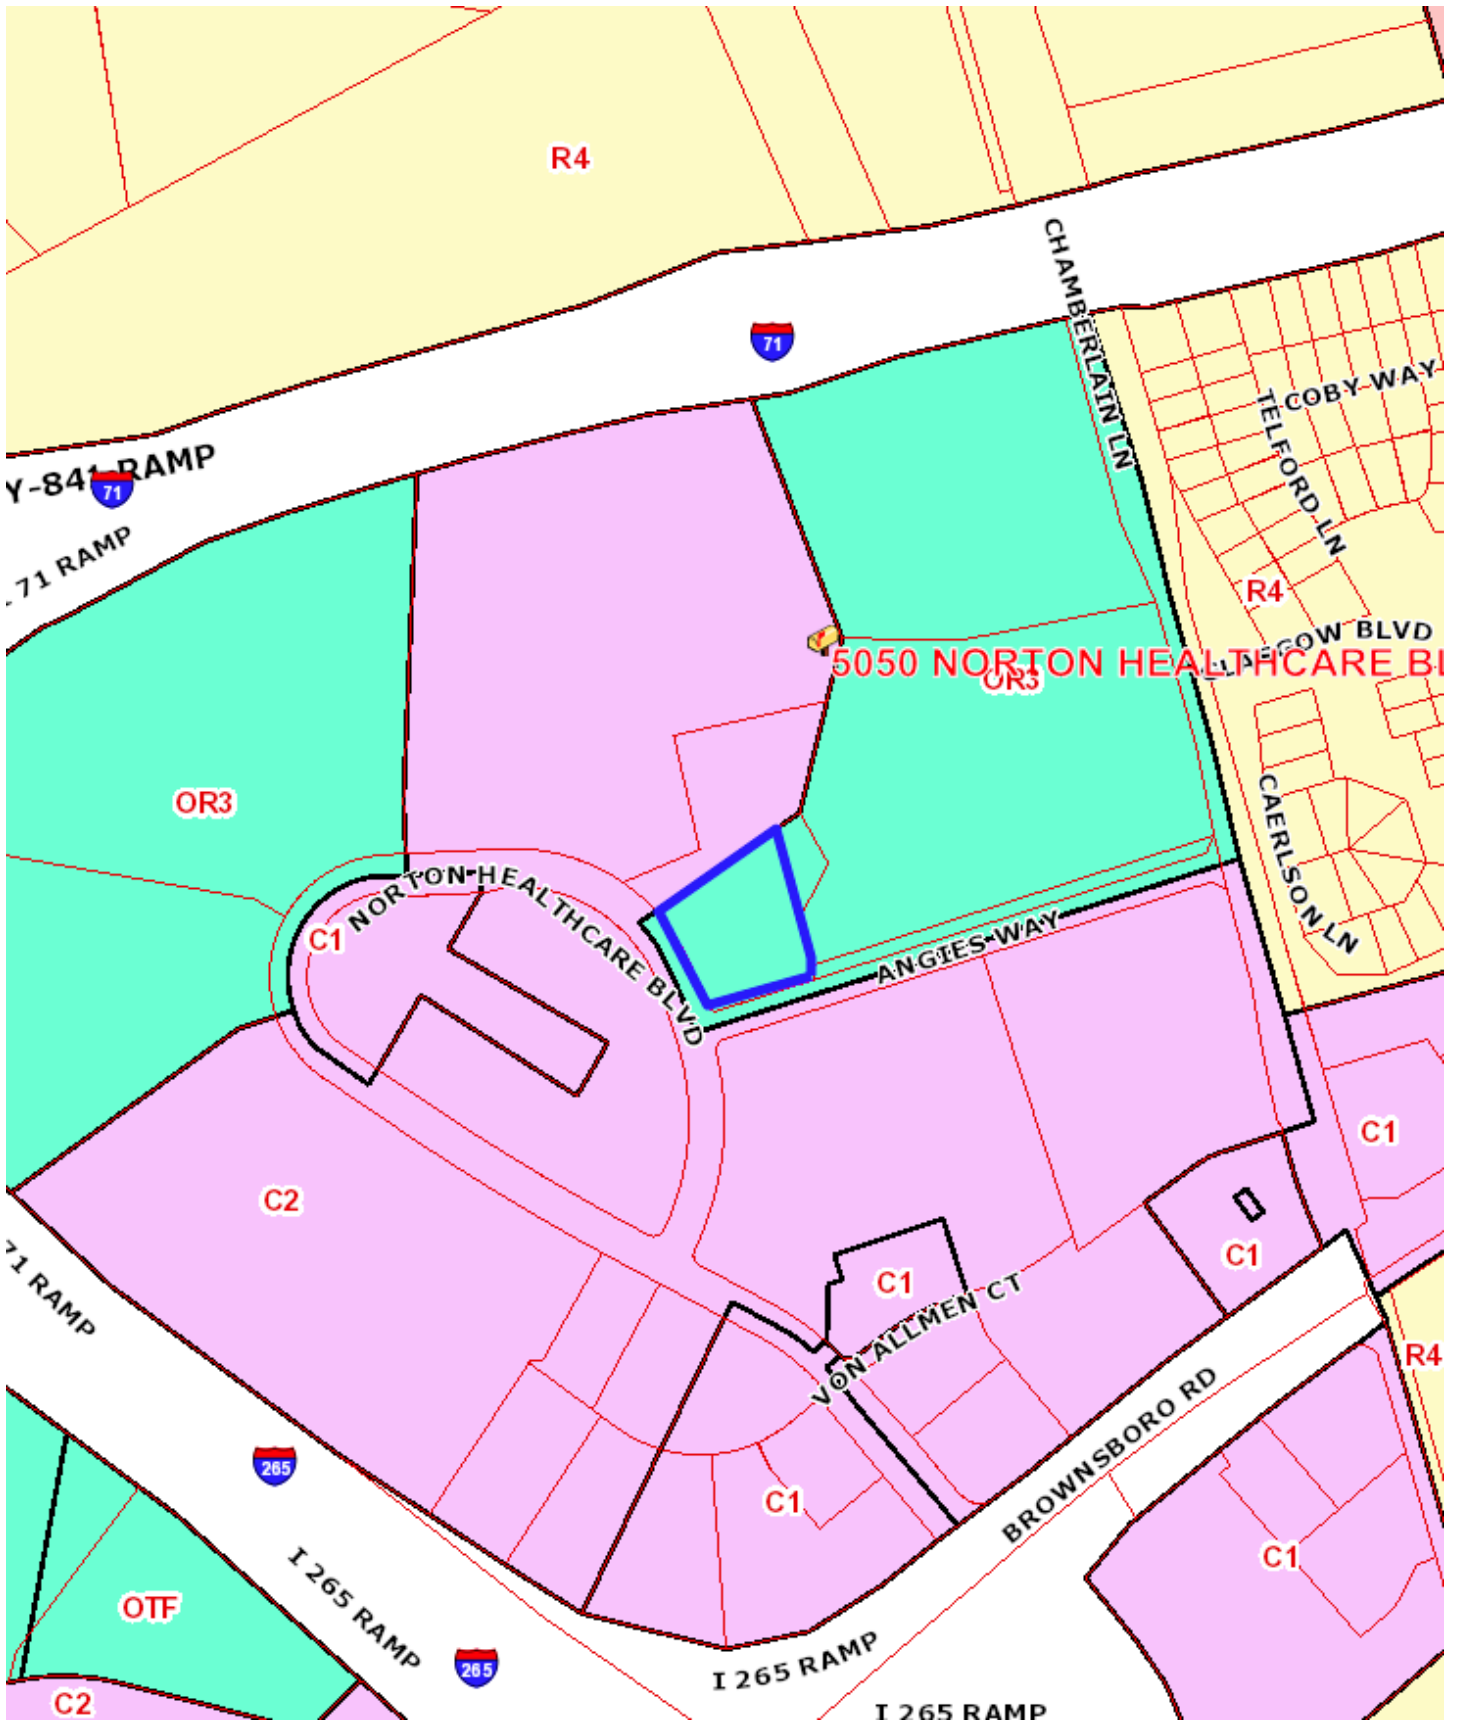 R4
CHAMBERLAIN LN
71
COBY WAY
TELFORD LN
Y-841 RAMP
71
71 RAMP
R4
GLASGOW BLVD
5050 NORTON HEALTHCARE BL
OR3
OR3
CAERLSON LN
NORTON HEALTHCARE BLVD
C1
ANGIES WAY
C1
C2
C1
C1
71 RAMP
VON ALLMEN CT
R4
BROWNSBORO RD
265
C1
C1
I 265 RAMP
OTF
I 265 RAMP
265
C2
I 265 RAMP